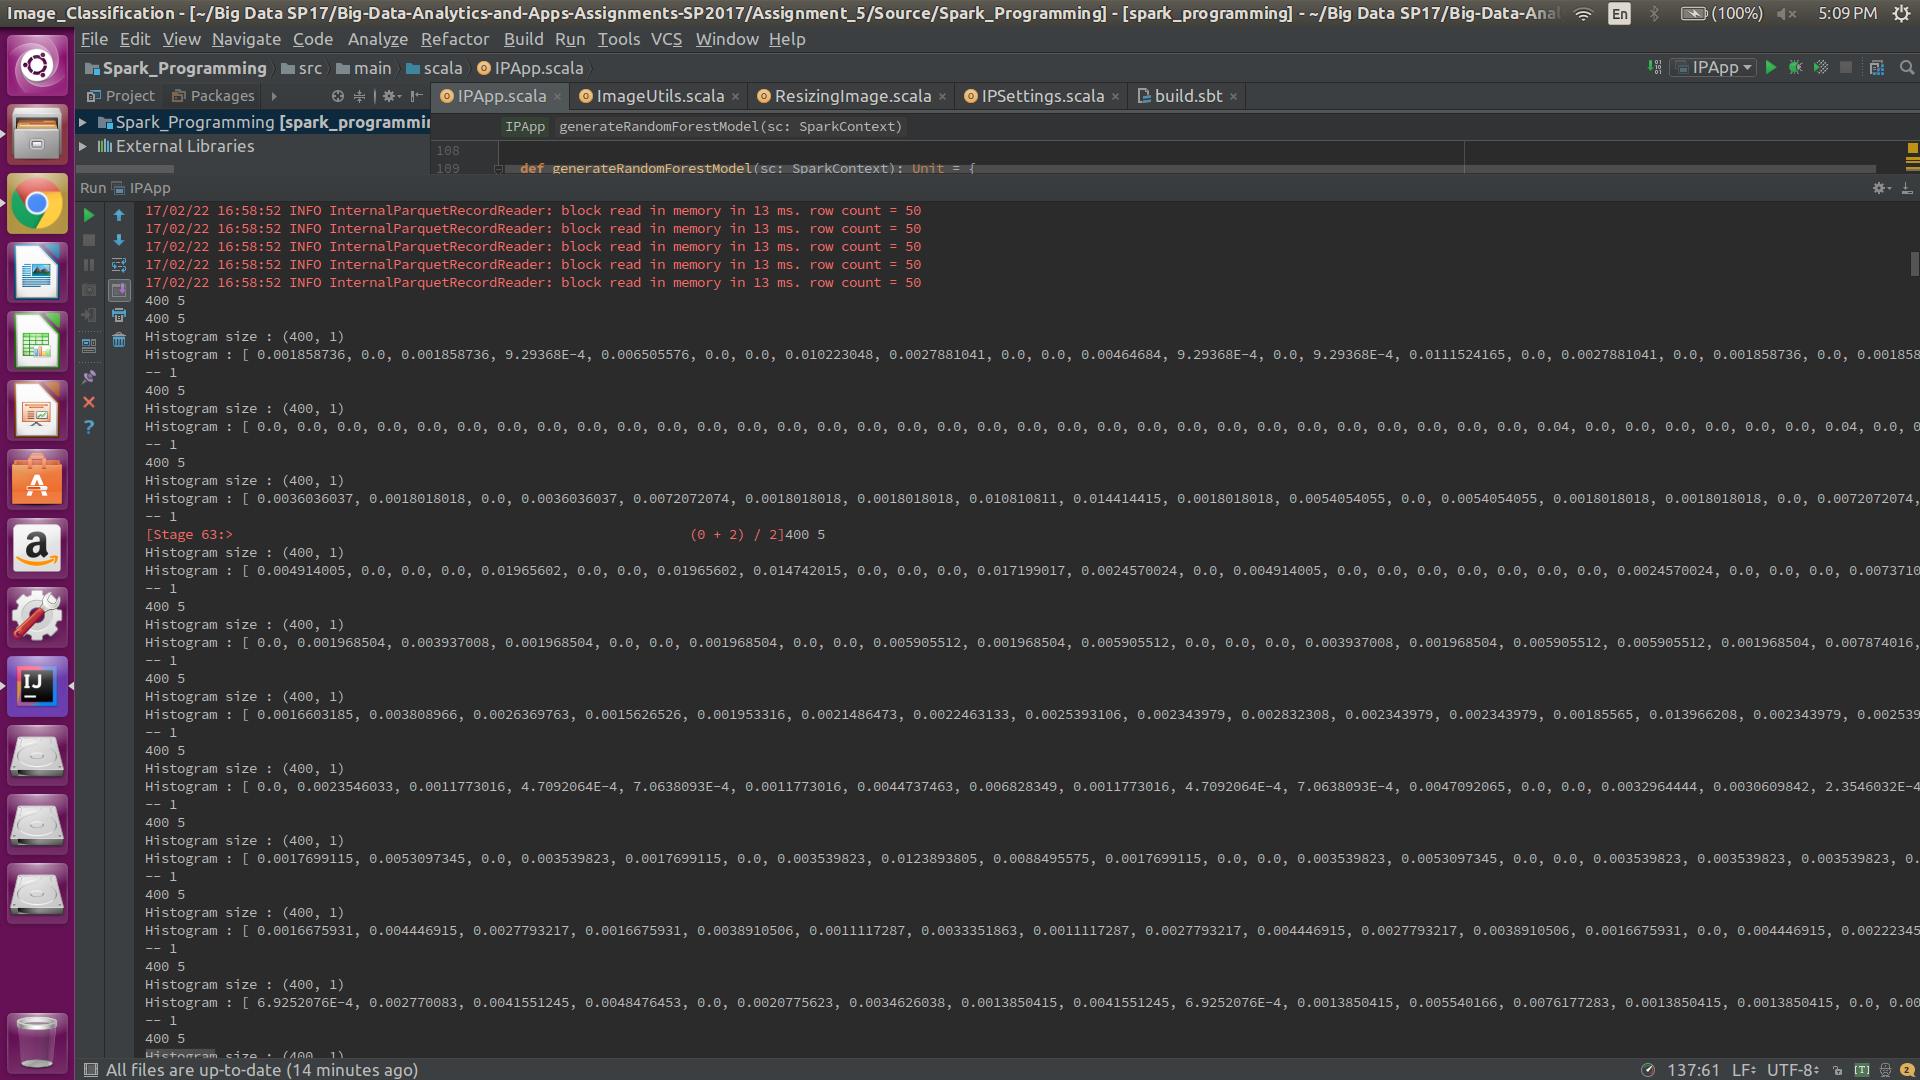 Image_Classification - [~/Big Data SP17/Big-Data-Analytics-and-Apps-Assignments-SP2017/Assignment_5/Source/Spark_Programming] - [spark_programming] - ~/Big Data SP17/Big-Data-Anal
En
(100%)
5:09 PM
File Edit View Navigate Code Analyze Refactor Build Run Tools VCS Window Help
Spark_Programming src main scala IPApp.scala
IPApp
Project Packages
IPApp.scala ImageUtils.scala ResizingImage.scala IPSettings.scala build.sbt
Spark_Programming [spark_programmi
IPApp generateRandomForestModel(sc: SparkContext)
External Libraries
108
109 def generateRandomForestModel(sc: SparkContext): Unit = {
Run IPApp
17/02/22 16:58:52 INFO InternalParquetRecordReader: block read in memory in 13 ms. row count = 50
17/02/22 16:58:52 INFO InternalParquetRecordReader: block read in memory in 13 ms. row count = 50
17/02/22 16:58:52 INFO InternalParquetRecordReader: block read in memory in 13 ms. row count = 50
17/02/22 16:58:52 INFO InternalParquetRecordReader: block read in memory in 13 ms. row count = 50
17/02/22 16:58:52 INFO InternalParquetRecordReader: block read in memory in 13 ms. row count = 50
400 5
400 5
Histogram size : (400, 1)
Histogram : [ 0.001858736, 0.0, 0.001858736, 9.29368E-4, 0.006505576, 0.0, 0.0, 0.010223048, 0.0027881041, 0.0, 0.0, 0.00464684, 9.29368E-4, 0.0, 9.29368E-4, 0.0111524165, 0.0, 0.0027881041, 0.0, 0.001858736, 0.0, 0.001858
-- 1
400 5
Histogram size : (400, 1)
Histogram : [ 0.0, 0.0, 0.0, 0.0, 0.0, 0.0, 0.0, 0.0, 0.0, 0.0, 0.0, 0.0, 0.0, 0.0, 0.0, 0.0, 0.0, 0.0, 0.0, 0.0, 0.0, 0.0, 0.0, 0.0, 0.0, 0.0, 0.0, 0.0, 0.0, 0.0, 0.0, 0.0, 0.04, 0.0, 0.0, 0.0, 0.0, 0.0, 0.0, 0.04, 0.0, 0.0
-- 1
400 5
Histogram size : (400, 1)
Histogram : [ 0.0036036037, 0.0018018018, 0.0, 0.0036036037, 0.0072072074, 0.0018018018, 0.0018018018, 0.010810811, 0.014414415, 0.0018018018, 0.0054054055, 0.0, 0.0054054055, 0.0018018018, 0.0018018018, 0.0, 0.0072072074,
-- 1
[Stage 63:> (0 + 2) / 2]400 5
Histogram size : (400, 1)
Histogram : [ 0.004914005, 0.0, 0.0, 0.0, 0.01965602, 0.0, 0.0, 0.01965602, 0.014742015, 0.0, 0.0, 0.0, 0.017199017, 0.0024570024, 0.0, 0.004914005, 0.0, 0.0, 0.0, 0.0, 0.0, 0.0, 0.0, 0.0024570024, 0.0, 0.0, 0.0, 0.0073710
-- 1
400 5
Histogram size : (400, 1)
Histogram : [ 0.0, 0.001968504, 0.003937008, 0.001968504, 0.0, 0.0, 0.001968504, 0.0, 0.0, 0.005905512, 0.001968504, 0.005905512, 0.0, 0.0, 0.0, 0.003937008, 0.001968504, 0.005905512, 0.005905512, 0.001968504, 0.007874016,
-- 1
400 5
Histogram size : (400, 1)
Histogram : [ 0.0016603185, 0.003808966, 0.0026369763, 0.0015626526, 0.001953316, 0.0021486473, 0.0022463133, 0.0025393106, 0.002343979, 0.002832308, 0.002343979, 0.002343979, 0.00185565, 0.013966208, 0.002343979, 0.002539
-- 1
400 5
Histogram size : (400, 1)
Histogram : [ 0.0, 0.0023546033, 0.0011773016, 4.7092064E-4, 7.0638093E-4, 0.0011773016, 0.0044737463, 0.006828349, 0.0011773016, 4.7092064E-4, 7.0638093E-4, 0.0047092065, 0.0, 0.0, 0.0032964444, 0.0030609842, 2.3546032E-4
-- 1
400 5
Histogram size : (400, 1)
Histogram : [ 0.0017699115, 0.0053097345, 0.0, 0.003539823, 0.0017699115, 0.0, 0.003539823, 0.0123893805, 0.0088495575, 0.0017699115, 0.0, 0.0, 0.003539823, 0.0053097345, 0.0, 0.0, 0.003539823, 0.003539823, 0.003539823, 0.
-- 1
400 5
Histogram size : (400, 1)
Histogram : [ 0.0016675931, 0.004446915, 0.0027793217, 0.0016675931, 0.0038910506, 0.0011117287, 0.0033351863, 0.0011117287, 0.0027793217, 0.004446915, 0.0027793217, 0.0038910506, 0.0016675931, 0.0, 0.004446915, 0.00222345
-- 1
400 5
Histogram size : (400, 1)
Histogram : [ 6.9252076E-4, 0.002770083, 0.0041551245, 0.0048476453, 0.0, 0.0020775623, 0.0034626038, 0.0013850415, 0.0041551245, 6.9252076E-4, 0.0013850415, 0.005540166, 0.0076177283, 0.0013850415, 0.0013850415, 0.0, 0.00
-- 1
400 5
Histogram size : (400, 1)
All files are up-to-date (14 minutes ago)
137:61 LF UTF-8